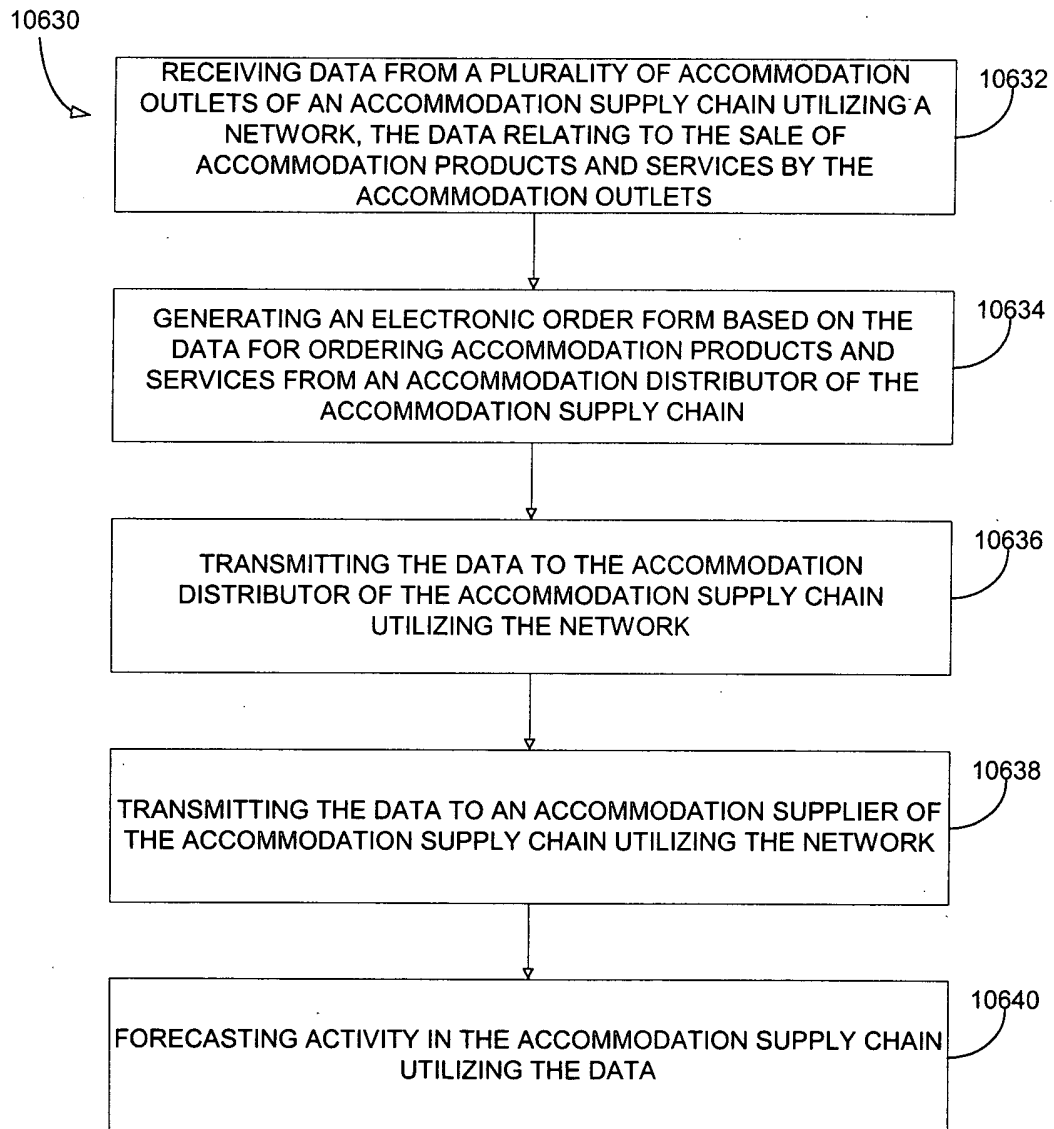 10630
RECEIVING DATA FROM A PLURALITY OF ACCOMMODATION
OUTLETS OF AN ACCOMMODATION SUPPLY CHAIN UTILIZING A
NETWORK, THE DATA RELATING TO THE SALE OF
ACCOMMODATION PRODUCTS AND SERVICES BY THE
ACCOMMODATION OUTLETS
10632
GENERATING AN ELECTRONIC ORDER FORM BASED ON THE
DATA FOR ORDERING ACCOMMODATION PRODUCTS AND
SERVICES FROM AN ACCOMMODATION DISTRIBUTOR OF THE
ACCOMMODATION SUPPLY CHAIN
10634
TRANSMITTING THE DATA TO THE ACCOMMODATION
DISTRIBUTOR OF THE ACCOMMODATION SUPPLY CHAIN
UTILIZING THE NETWORK
10636
TRANSMITTING THE DATA TO AN ACCOMMODATION SUPPLIER OF
THE ACCOMMODATION SUPPLY CHAIN UTILIZING THE NETWORK
10638
FORECASTING ACTIVITY IN THE ACCOMMODATION SUPPLY CHAIN
UTILIZING THE DATA
10640